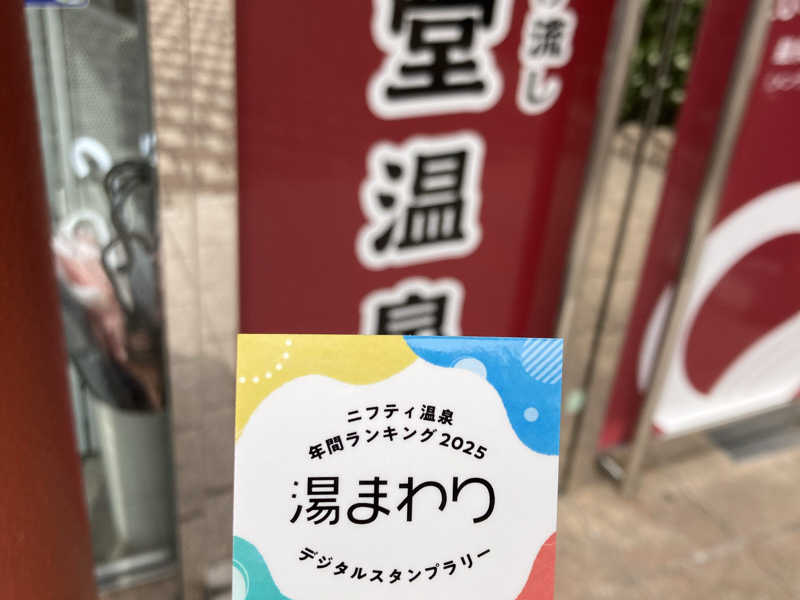 流し
堂温泉
ニフティ温泉
年間ランキング2025
湯まわり
デジタルスタンプラリー